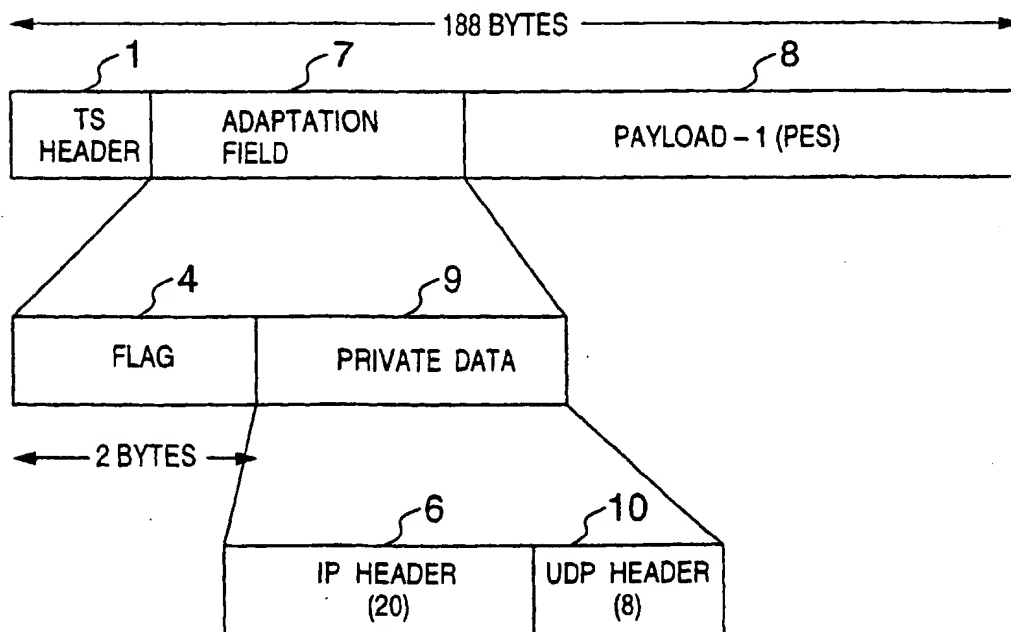 188 BYTES
1
7
8
TS
HEADER
ADAPTATION
FIELD
PAYLOAD – 1 (PES)
4
9
FLAG
PRIVATE DATA
2 BYTES
6
10
IP HEADER
(20)
UDP HEADER
(8)